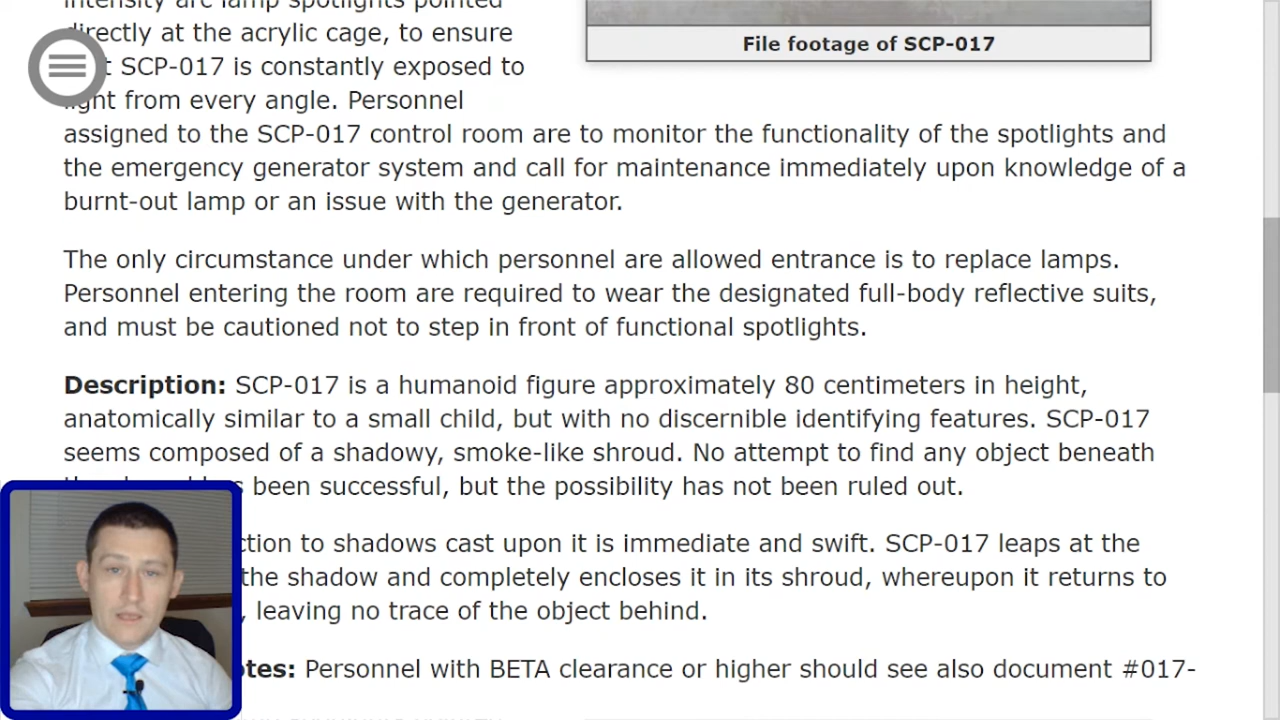 intensity arc lamp spotlights pointed
directly at the acrylic cage, to ensure
SCP-017 is constantly exposed to
light from every angle. Personnel
File footage of SCP-017
assigned to the SCP-017 control room are to monitor the functionality of the spotlights and
the emergency generator system and call for maintenance immediately upon knowledge of a
burnt-out lamp or an issue with the generator.
The only circumstance under which personnel are allowed entrance is to replace lamps.
Personnel entering the room are required to wear the designated full-body reflective suits,
and must be cautioned not to step in front of functional spotlights.
Description: SCP-017 is a humanoid figure approximately 80 centimeters in height,
anatomically similar to a small child, but with no discernible identifying features. SCP-017
seems composed of a shadowy, smoke-like shroud. No attempt to find any object beneath
been successful, but the possibility has not been ruled out.
to shadows cast upon it is immediate and swift. SCP-017 leaps at the
the shadow and completely encloses it in its shroud, whereupon it returns to
, leaving no trace of the object behind.
Personnel with BETA clearance or higher should see also document #017-